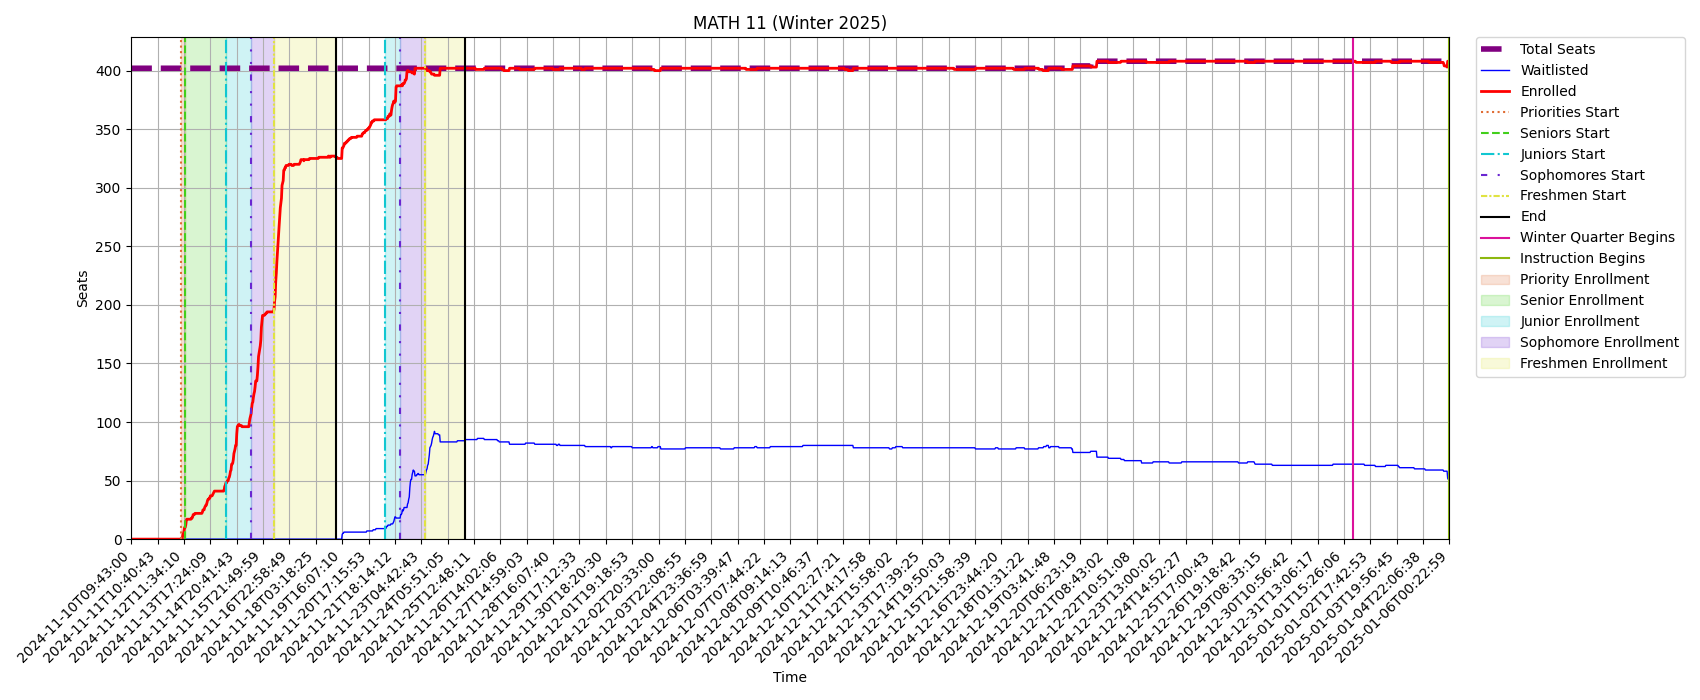 MATH 11 (Winter 2025)
Seats
400
350
300
250
200
150
100
50
0
2024-11-10T09:43:00
2024-11-11T10:40:43
2024-11-12T11:34:10
2024-11-13T17:24:09
2024-11-14T20:41:43
2024-11-15T21:49:59
2024-11-16T22:58:49
2024-11-18T03:18:25
2024-11-19T16:07:10
2024-11-20T17:15:53
2024-11-21T18:14:12
2024-11-23T04:42:43
2024-11-24T05:51:05
2024-11-25T12:48:11
2024-11-26T14:02:06
2024-11-27T14:59:03
2024-11-28T16:07:40
2024-11-29T17:12:33
2024-11-30T18:20:30
2024-12-01T19:18:53
2024-12-02T20:33:00
2024-12-03T22:08:55
2024-12-04T23:36:59
2024-12-06T03:39:47
2024-12-07T07:44:22
2024-12-08T09:14:13
2024-12-09T10:46:37
2024-12-10T12:27:21
2024-12-11T14:17:58
2024-12-12T15:58:02
2024-12-13T17:39:25
2024-12-14T19:50:03
2024-12-15T21:58:39
2024-12-16T23:44:20
2024-12-18T01:31:22
2024-12-19T03:41:48
2024-12-20T06:23:19
2024-12-21T08:43:02
2024-12-22T10:51:08
2024-12-23T13:00:02
2024-12-24T14:52:27
2024-12-25T17:00:43
2024-12-26T19:18:42
2024-12-29T08:33:15
2024-12-30T10:56:42
2024-12-31T13:06:17
2025-01-01T15:26:06
2025-01-02T17:42:53
2025-01-03T19:56:45
2025-01-04T22:06:38
2025-01-06T00:22:59
Time
Total Seats
Waitlisted
Enrolled
Priorities Start
Seniors Start
Juniors Start
Sophomores Start
Freshmen Start
End
Winter Quarter Begins
Instruction Begins
Priority Enrollment
Senior Enrollment
Junior Enrollment
Sophomore Enrollment
Freshmen Enrollment